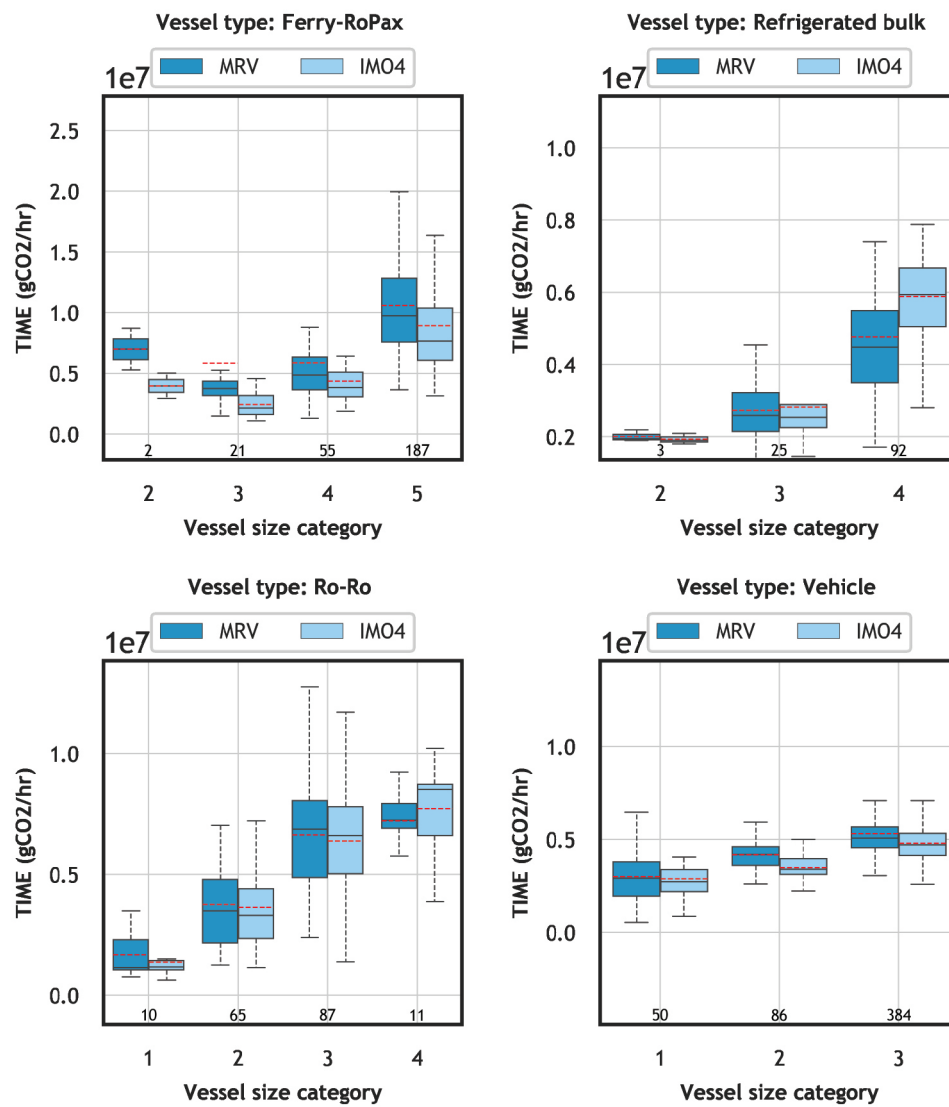 Vessel type: Ferry-RoPax
MRV IMO4
1e7
TIME (gCO2/hr)
2.5
2.0
1.5
1.0
0.5
0.0
2 21 55 187
2 3 4 5
Vessel size category
Vessel type: Refrigerated bulk
MRV IMO4
1e7
TIME (gCO2/hr)
1.0
0.8
0.6
0.4
0.2
3 25 92
2 3 4
Vessel size category
Vessel type: Ro-Ro
MRV IMO4
1e7
TIME (gCO2/hr)
1.0
0.5
0.0
10 65 87 11
1 2 3 4
Vessel size category
Vessel type: Vehicle
MRV IMO4
1e7
TIME (gCO2/hr)
1.0
0.5
0.0
50 86 384
1 2 3
Vessel size category